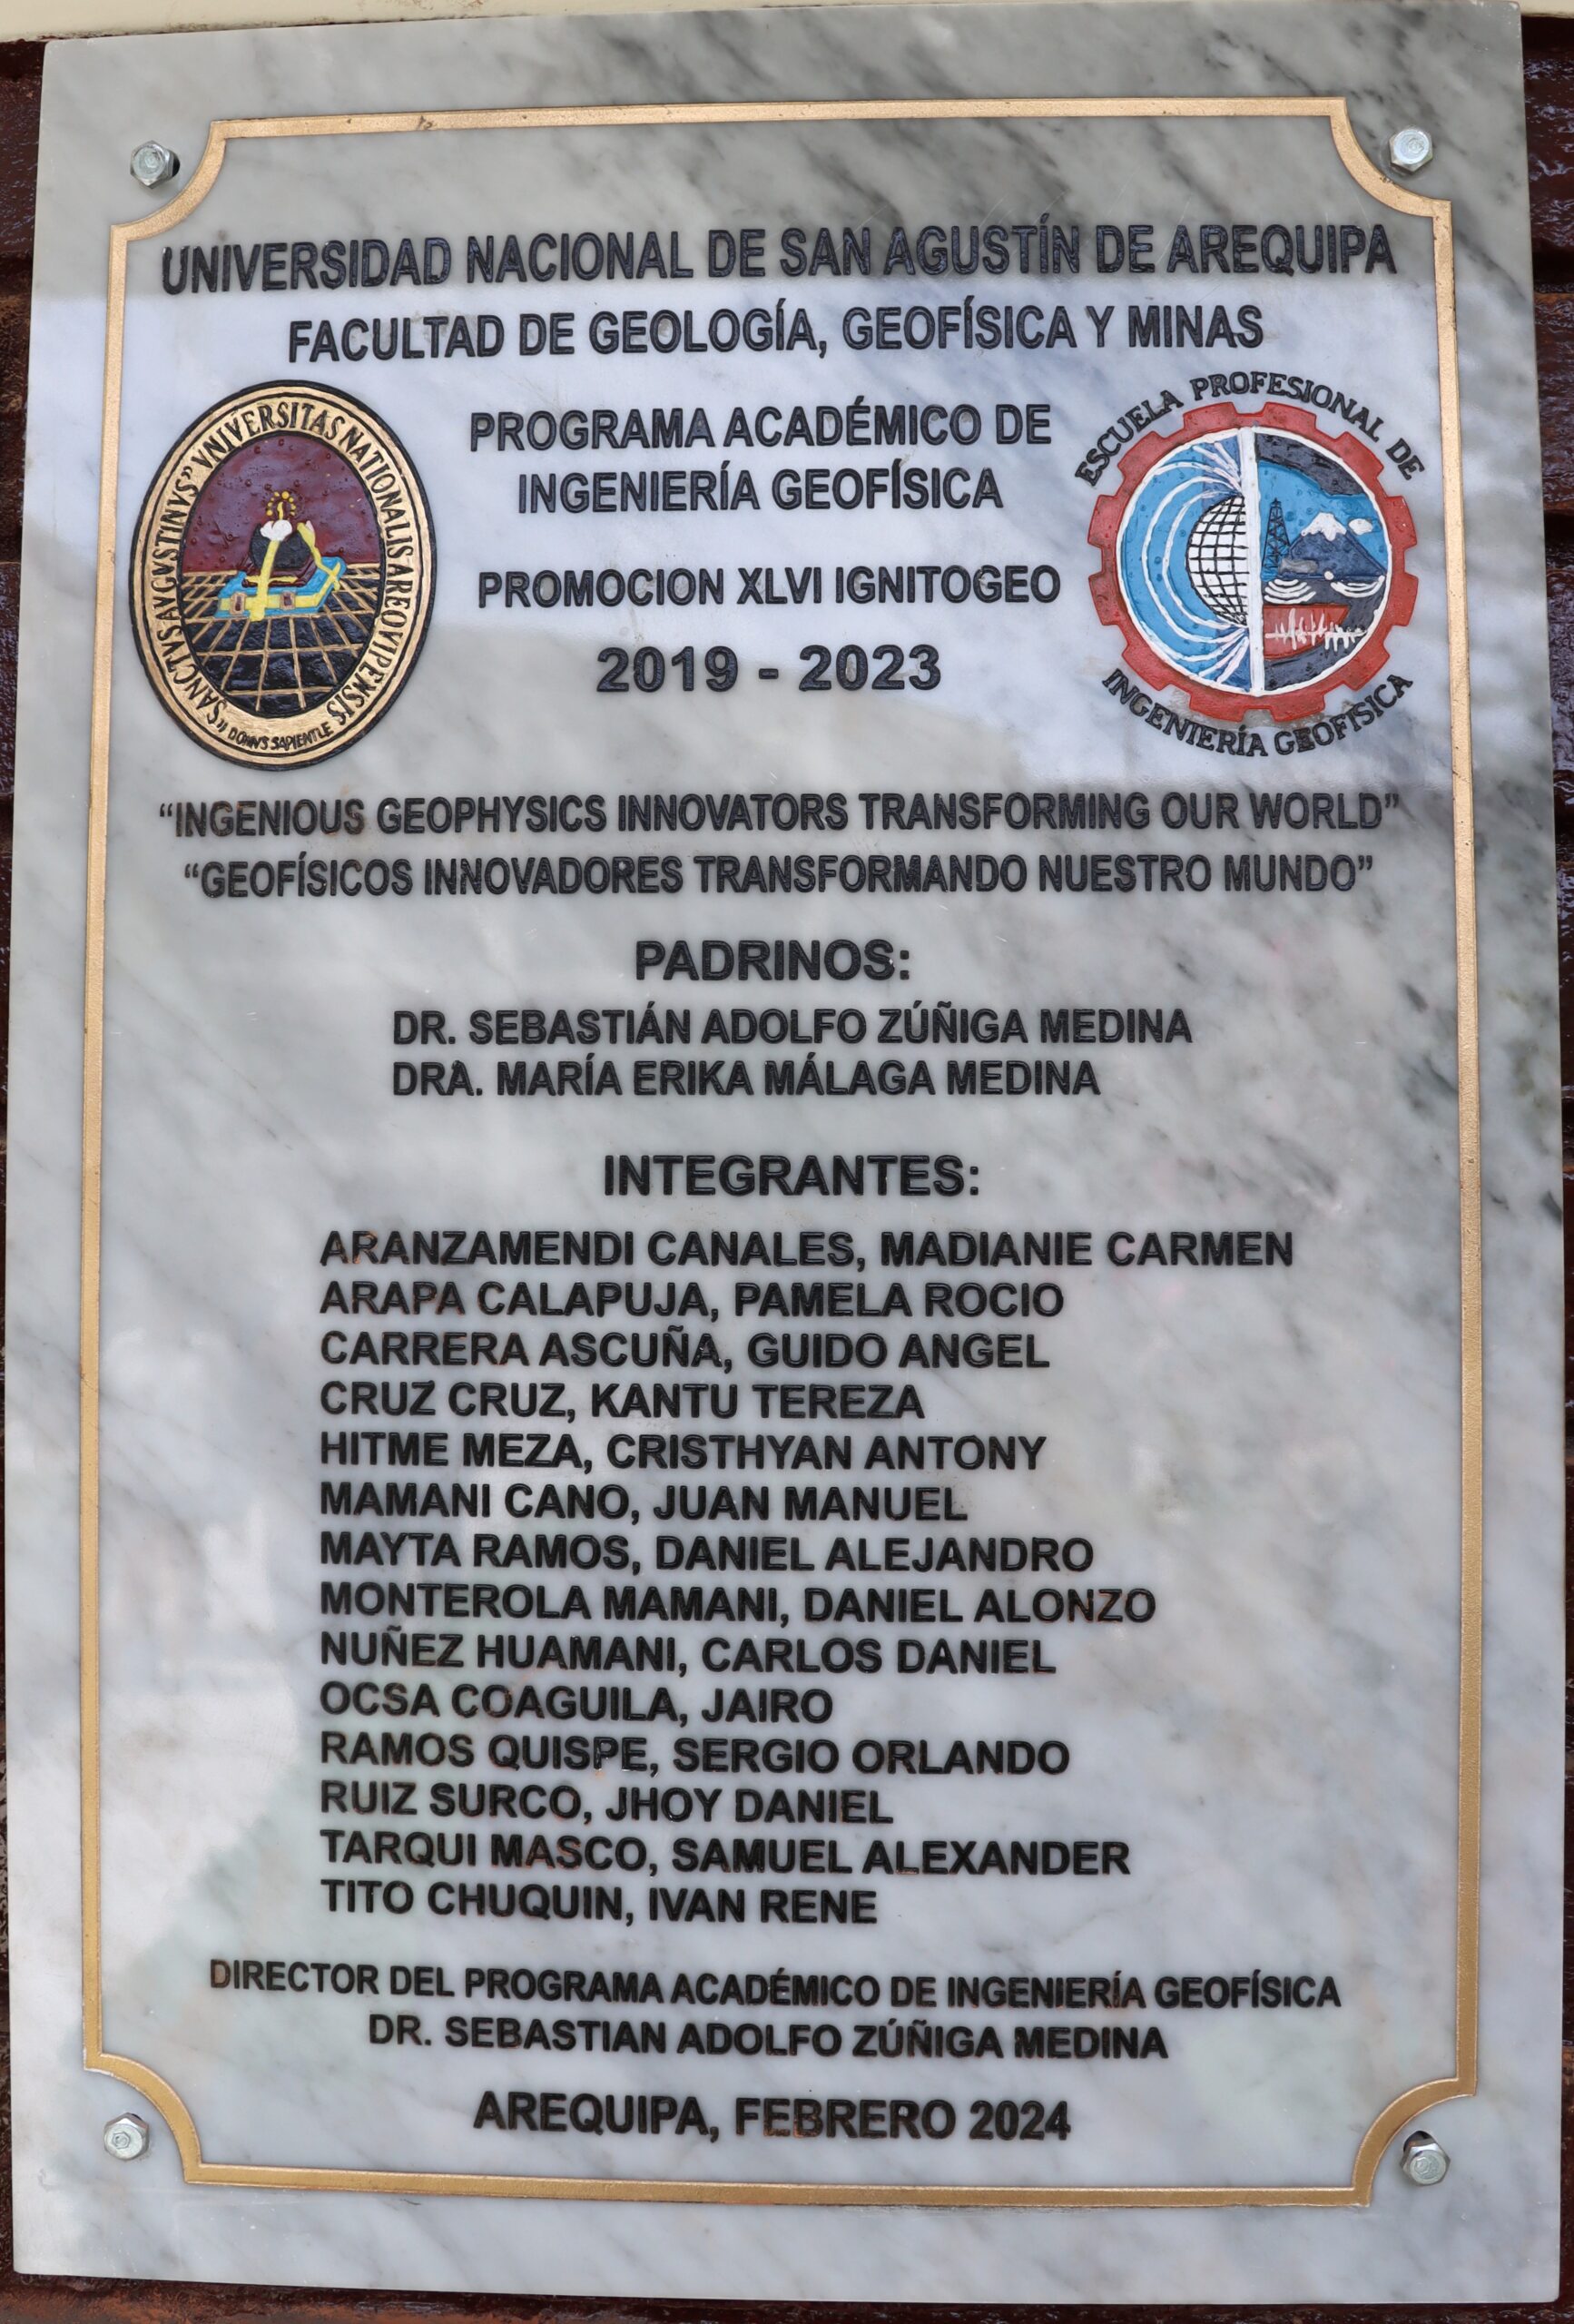 UNIVERSIDAD NACIONAL DE SAN AGUSTÍN DE AREQUIPA
FACULTAD DE GEOLOGÍA, GEOFÍSICA Y MINAS
"SANCTVS AVGVSTINVS" VNIVERSITAS NATIONALIS AREQVIPENSIS
DOMVS SAPIENTLE
PROGRAMA ACADÉMICO DE
INGENIERÍA GEOFÍSICA
PROMOCION XLVI IGNITOGEO
2019 - 2023
ESCUELA PROFESIONAL DE
INGENIERÍA GEOFÍSICA
“INGENIOUS GEOPHYSICS INNOVATORS TRANSFORMING OUR WORLD”
“GEOFÍSICOS INNOVADORES TRANSFORMANDO NUESTRO MUNDO”
PADRINOS:
DR. SEBASTIÁN ADOLFO ZÚÑIGA MEDINA
DRA. MARÍA ERIKA MÁLAGA MEDINA
INTEGRANTES:
ARANZAMENDI CANALES, MADIANIE CARMEN
ARAPA CALAPUJA, PAMELA ROCIO
CARRERA ASCUÑA, GUIDO ANGEL
CRUZ CRUZ, KANTU TEREZA
HITME MEZA, CRISTHYAN ANTONY
MAMANI CANO, JUAN MANUEL
MAYTA RAMOS, DANIEL ALEJANDRO
MONTEROLA MAMANI, DANIEL ALONZO
NUÑEZ HUAMANI, CARLOS DANIEL
OCSA COAGUILA, JAIRO
RAMOS QUISPE, SERGIO ORLANDO
RUIZ SURCO, JHOY DANIEL
TARQUI MASCO, SAMUEL ALEXANDER
TITO CHUQUIN, IVAN RENE
DIRECTOR DEL PROGRAMA ACADÉMICO DE INGENIERÍA GEOFÍSICA
DR. SEBASTIAN ADOLFO ZÚÑIGA MEDINA
AREQUIPA, FEBRERO 2024